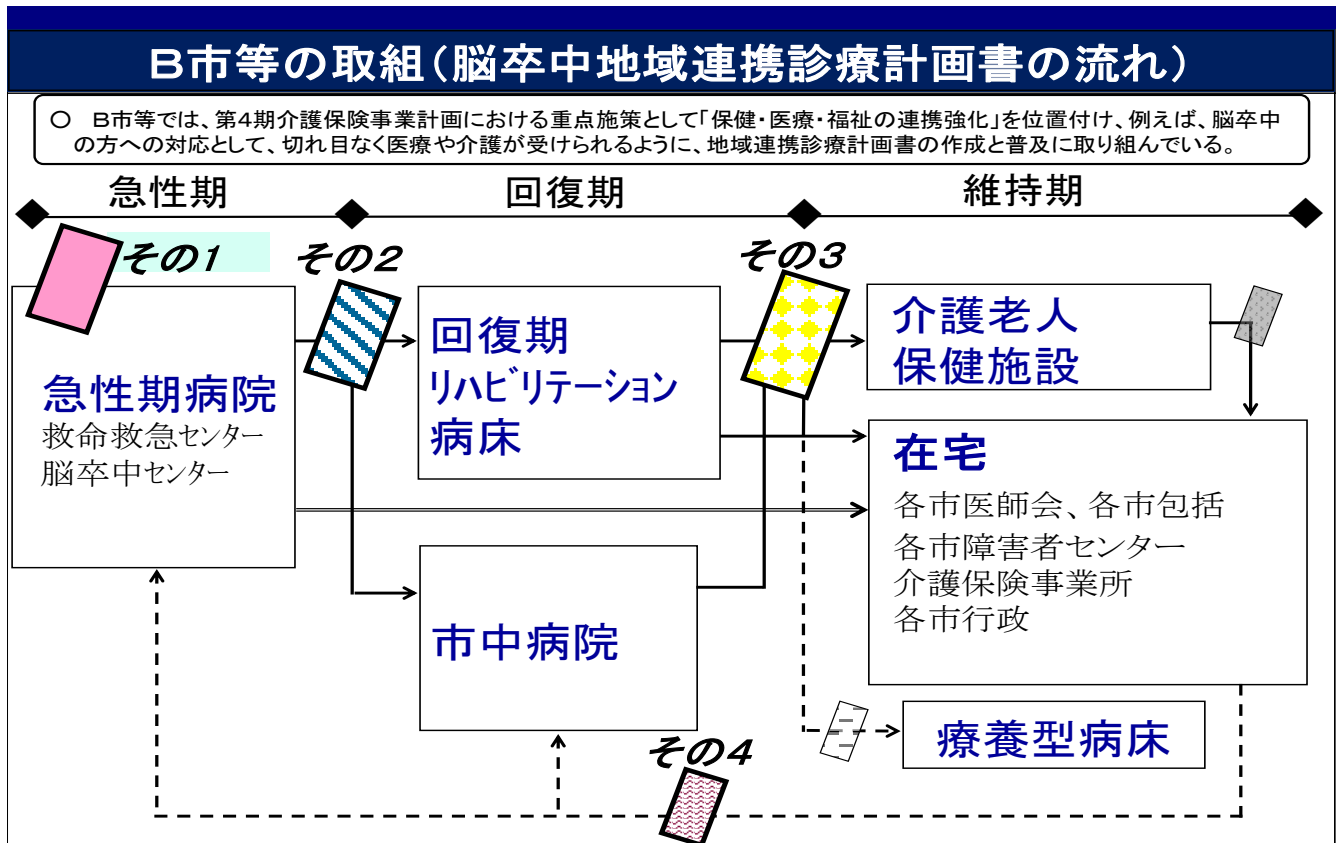 B市等の取組(脳卒中地域連携診療計画書の流れ)
○ B市等では、第4期介護保険事業計画における重点施策として「保健・医療・福祉の連携強化」を位置付け、例えば、脳卒中
の方への対応として、切れ目なく医療や介護が受けられるように、地域連携診療計画書の作成と普及に取り組んでいる。
急性期
回復期
維持期
その1
その2
その3
急性期病院
救命救急センター
脳卒中センター
回復期
リハビリテーション
病床
介護老人
保健施設
在宅
各市医師会、各市包括
各市障害者センター
介護保険事業所
各市行政
市中病院
療養型病床
その4